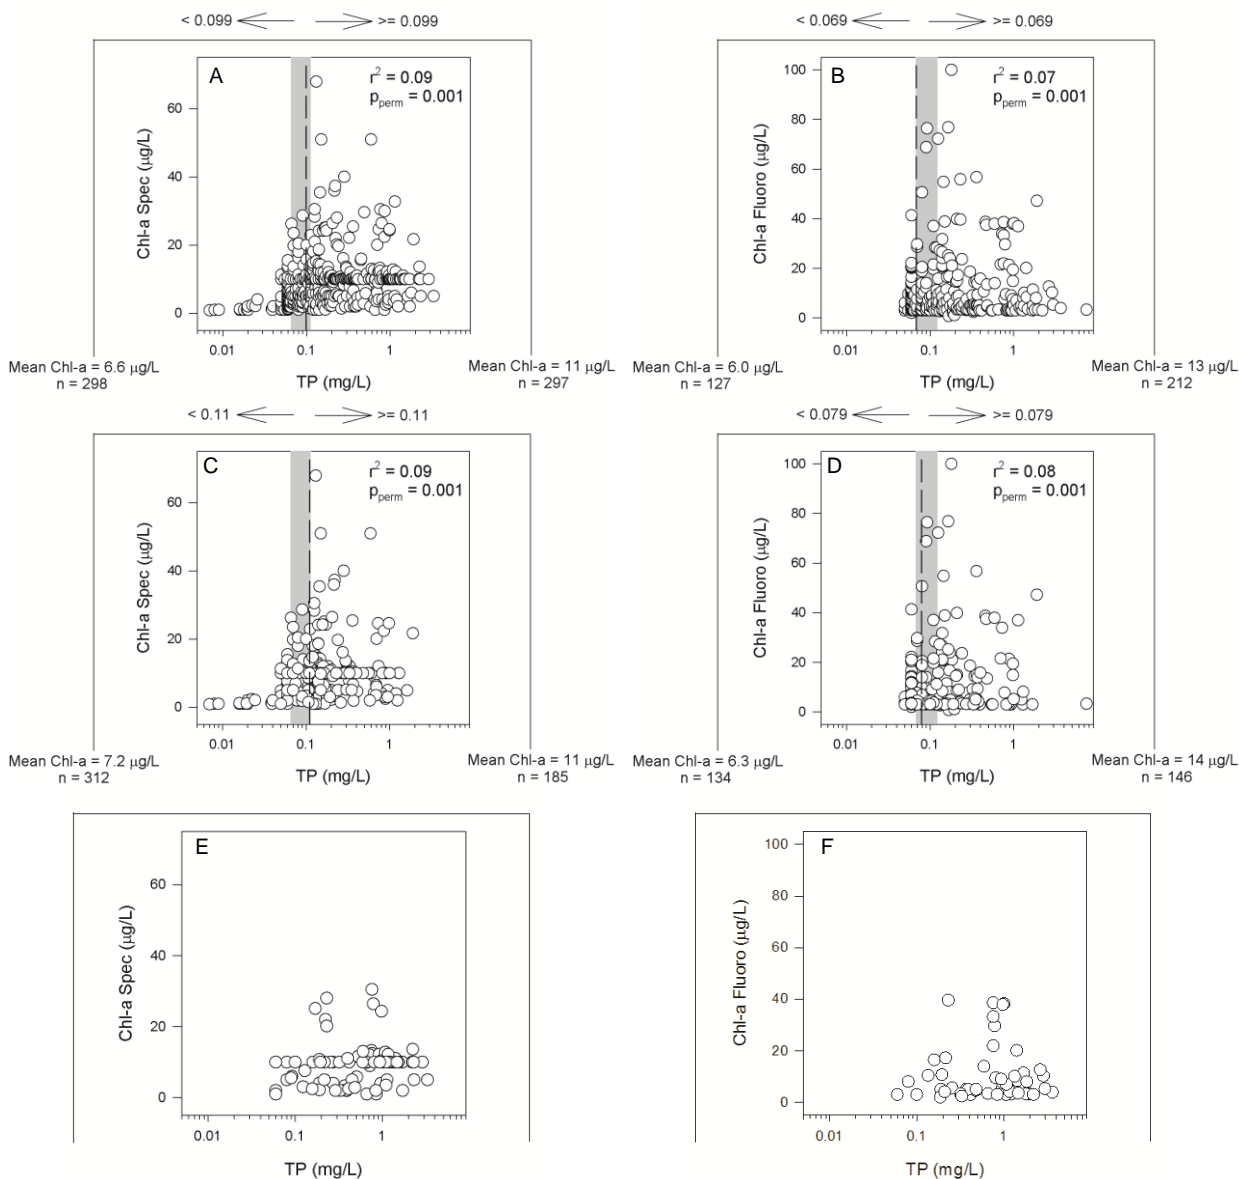 < 0.099 >= 0.099
A
r² = 0.09
p_perm = 0.001
60
40
20
0
Chl-a Spec (µg/L)
0.01 0.1 1
TP (mg/L)
Mean Chl-a = 6.6 µg/L
n = 298
Mean Chl-a = 11 µg/L
n = 297
< 0.069 >= 0.069
B
r² = 0.07
p_perm = 0.001
100
80
60
40
20
0
Chl-a Fluoro (µg/L)
0.01 0.1 1
TP (mg/L)
Mean Chl-a = 6.0 µg/L
n = 127
Mean Chl-a = 13 µg/L
n = 212
< 0.11 >= 0.11
C
r² = 0.09
p_perm = 0.001
60
40
20
0
Chl-a Spec (µg/L)
0.01 0.1 1
TP (mg/L)
Mean Chl-a = 7.2 µg/L
n = 312
Mean Chl-a = 11 µg/L
n = 185
< 0.079 >= 0.079
D
r² = 0.08
p_perm = 0.001
100
80
60
40
20
0
Chl-a Fluoro (µg/L)
0.01 0.1 1
TP (mg/L)
Mean Chl-a = 6.3 µg/L
n = 134
Mean Chl-a = 14 µg/L
n = 146
E
60
40
20
0
Chl-a Spec (µg/L)
0.01 0.1 1
TP (mg/L)
F
100
80
60
40
20
0
Chl-a Fluoro (µg/L)
0.01 0.1 1
TP (mg/L)